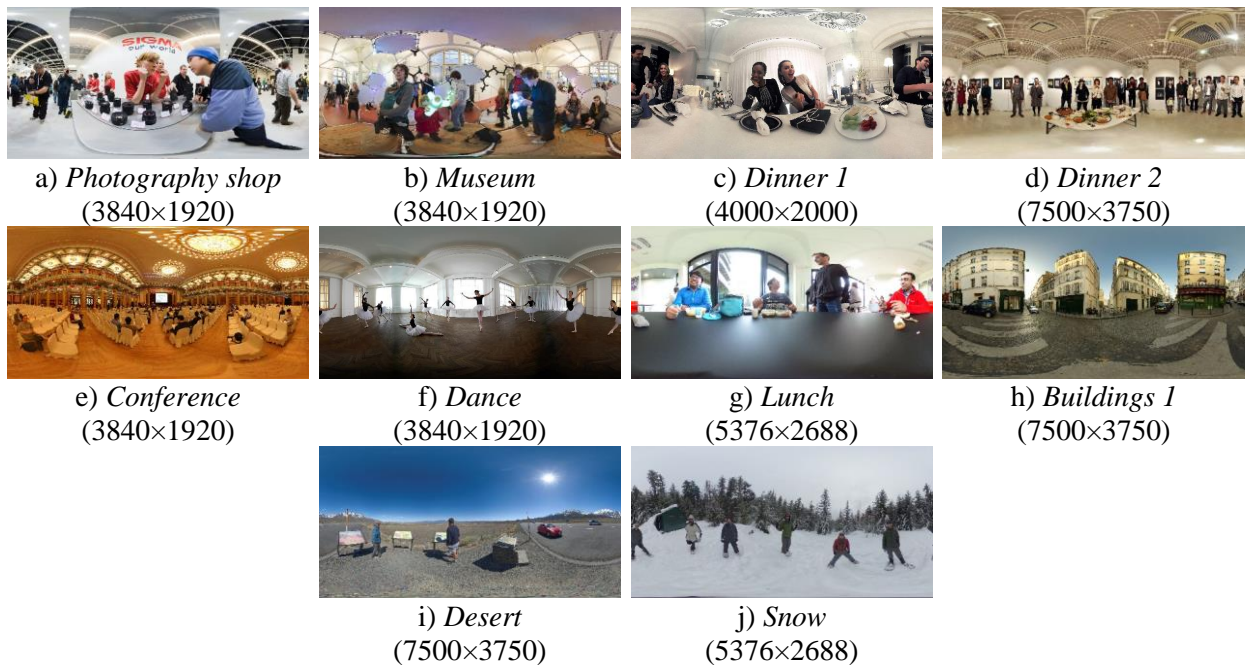 SIGMA
our world
a) Photography shop
(3840×1920)
b) Museum
(3840×1920)
c) Dinner 1
(4000×2000)
d) Dinner 2
(7500×3750)
e) Conference
(3840×1920)
f) Dance
(3840×1920)
g) Lunch
(5376×2688)
h) Buildings 1
(7500×3750)
i) Desert
(7500×3750)
j) Snow
(5376×2688)